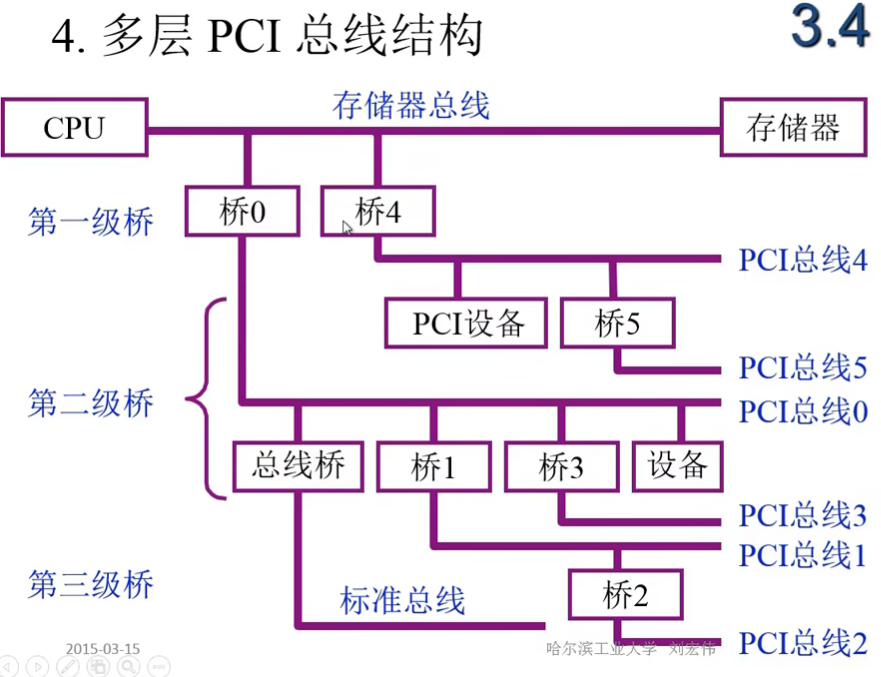 4. 多层 PCI 总线结构
3.4
存储器总线
CPU
存储器
第一级桥
桥0
桥4
PCI总线4
PCI设备
桥5
PCI总线5
第二级桥
PCI总线0
总线桥
桥1
桥3
设备
PCI总线3
PCI总线1
第三级桥
标准总线
桥2
PCI总线2
2015-03-15
哈尔滨工业大学 刘宏伟